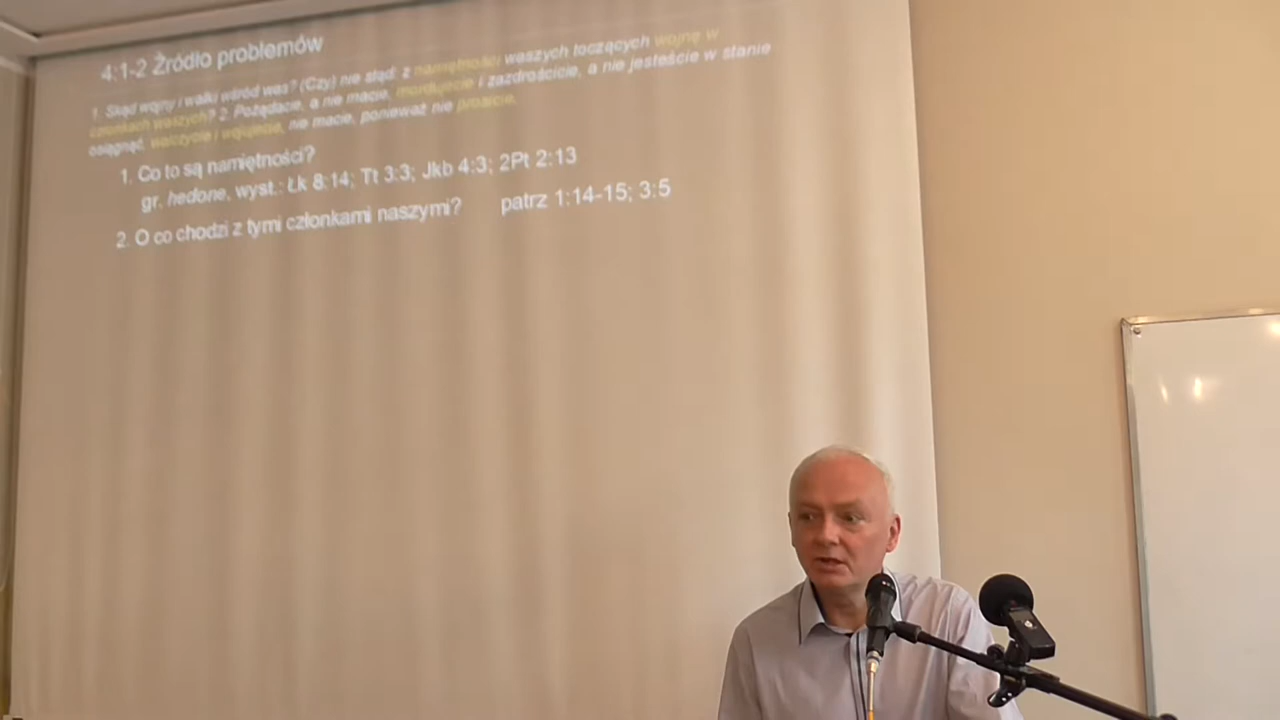 4:1-2 Źródło problemów
1. Skąd wojny i walki wśród was? (Czy) nie stąd: z namiętności waszych toczących wojnę w
członkach waszych? 2. Pożądacie, a nie macie, mordujecie i zazdrościcie, a nie jesteście w stanie
osiągnąć, walczycie i wojujecie, nie macie, ponieważ nie prosicie,
1. Co to są namiętności?
gr. hedone, wyst.: Łk 8:14; Tt 3:3; Jkb 4:3; 2Pt 2:13
2. O co chodzi z tymi członkami naszymi? patrz 1:14-15; 3:5